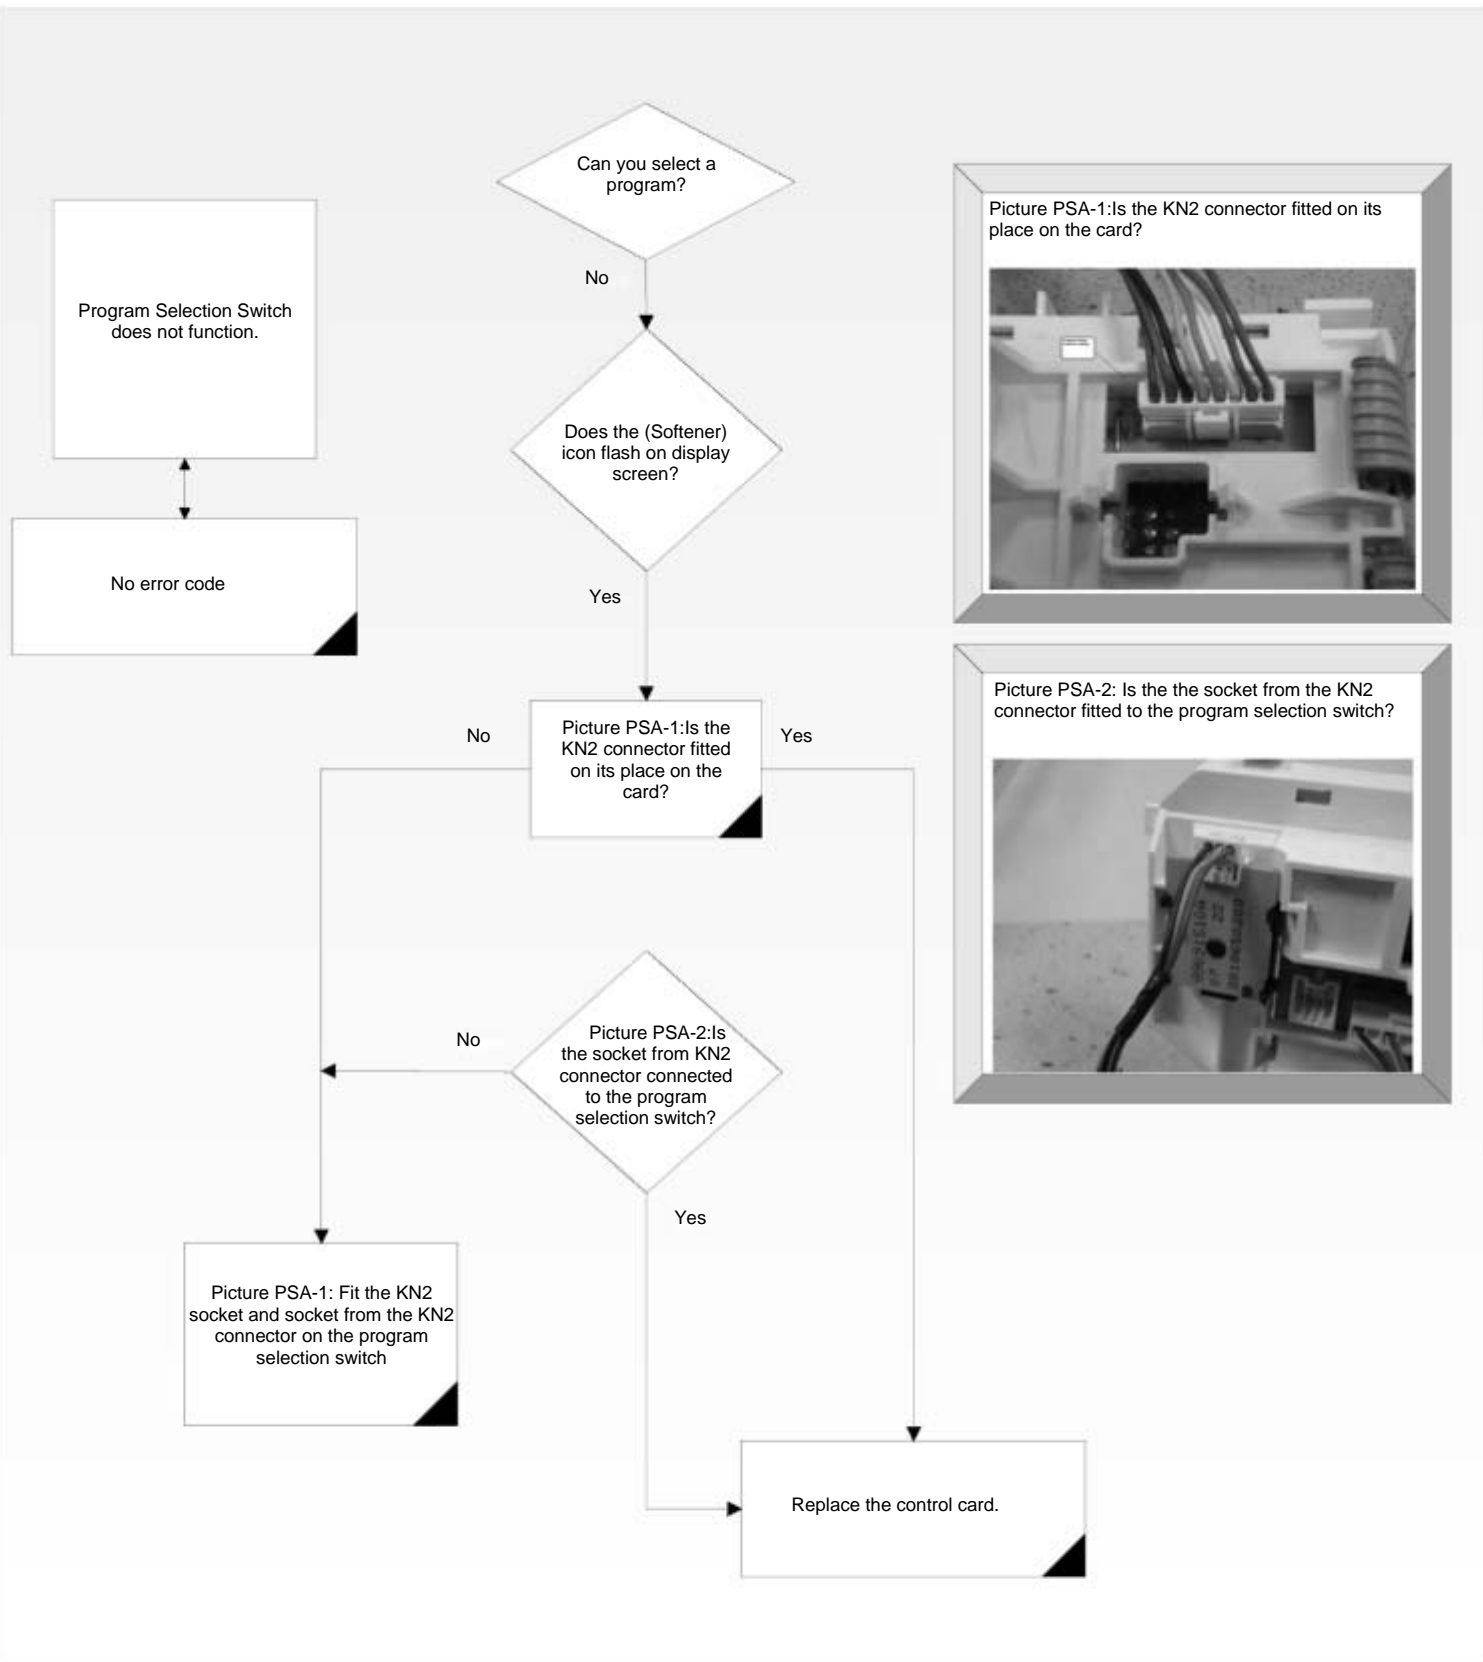 Can you select a
program?
No
Program Selection Switch
does not function.
No error code
Does the (Softener)
icon flash on display
screen?
Yes
Picture PSA-1:Is the
KN2 connector fitted
on its place on the
card?
No
Yes
Picture PSA-2:Is
the socket from KN2
connector connected
to the program
selection switch?
No
Yes
Picture PSA-1: Fit the KN2
socket and socket from the KN2
connector on the program
selection switch
Replace the control card.
Picture PSA-1:Is the KN2 connector fitted on its
place on the card?
Picture PSA-2: Is the the socket from the KN2
connector fitted to the program selection switch?